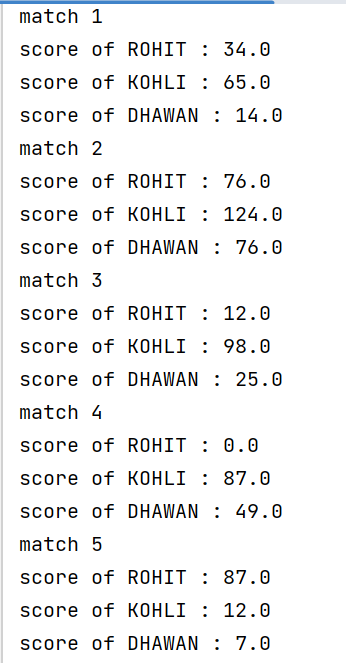 match 1
score of ROHIT : 34.0
score of KOHLI : 65.0
score of DHAWAN : 14.0
match 2
score of ROHIT : 76.0
score of KOHLI : 124.0
score of DHAWAN : 76.0
match 3
score of ROHIT : 12.0
score of KOHLI : 98.0
score of DHAWAN : 25.0
match 4
score of ROHIT : 0.0
score of KOHLI : 87.0
score of DHAWAN : 49.0
match 5
score of ROHIT : 87.0
score of KOHLI : 12.0
score of DHAWAN : 7.0